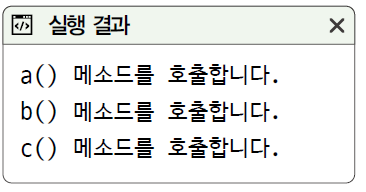 실행 결과
a() 메소드를 호출합니다.
b() 메소드를 호출합니다.
c() 메소드를 호출합니다.